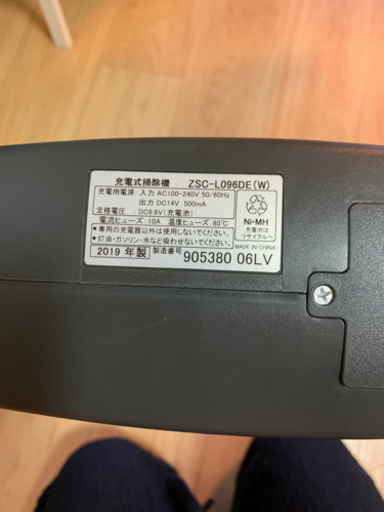 充電式掃除機 ZSC-L096DE(W)
充電用電源: 入力 AC100-240V 50/60Hz
出力 DC14V 500mA
定格電圧: DC9.6V(充電池)
電流ヒューズ: 10A 温度ヒューズ: 80℃
●専用の充電器以外は使用しないでください。
●灯油・ガソリン・水など吸わせないでください。
2019 年製 製造番号 905380 06LV
Ni-MH
充電池は
リサイクルへ
MADE IN CHINA